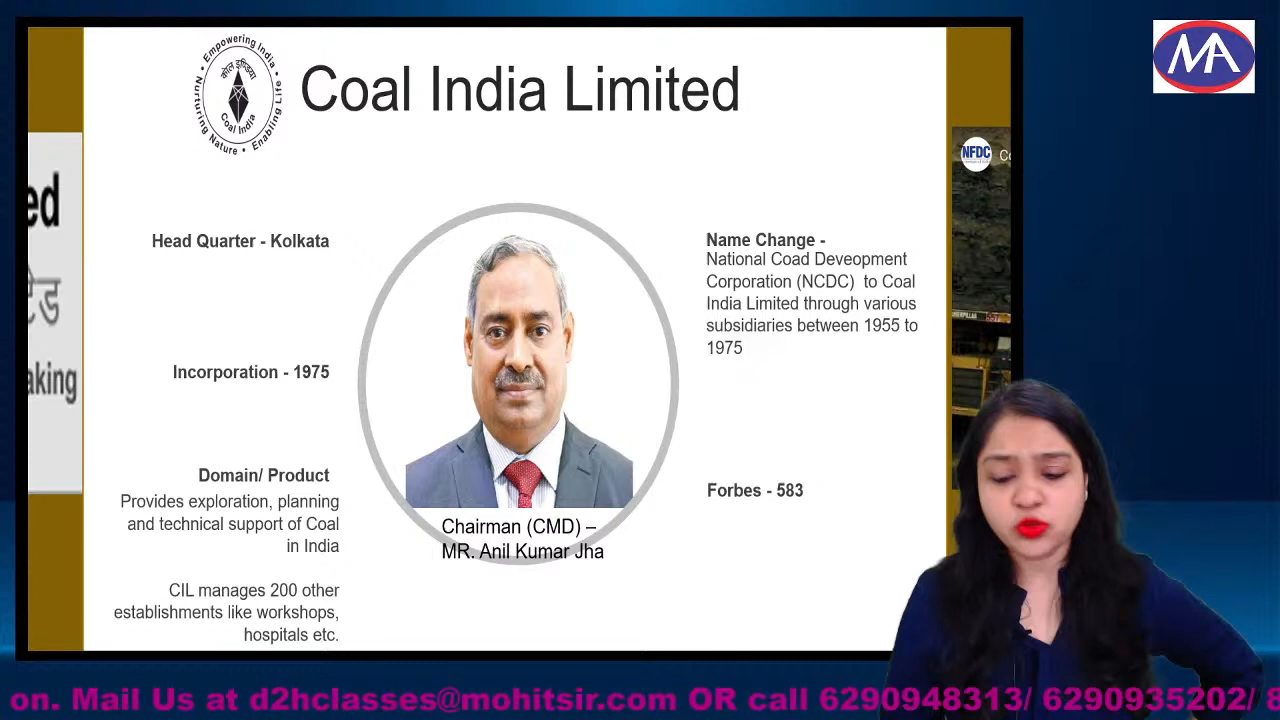 • Empowering India •
Nurturing Nature •
Enabling Life
कोल इण्डिया
Coal India
Coal India Limited
MA
NFDC
Co
ed
टेड
aking
Head Quarter - Kolkata
Incorporation - 1975
Domain/ Product
Provides exploration, planning
and technical support of Coal
in India
CIL manages 200 other
establishments like workshops,
hospitals etc.
Chairman (CMD) –
MR. Anil Kumar Jha
Name Change -
National Coad Deveopment
Corporation (NCDC) to Coal
India Limited through various
subsidiaries between 1955 to
1975
Forbes - 583
CATERPILLAR
on. Mail Us at d2hclasses@mohitsir.com OR call 6290948313/ 6290935202/ 8